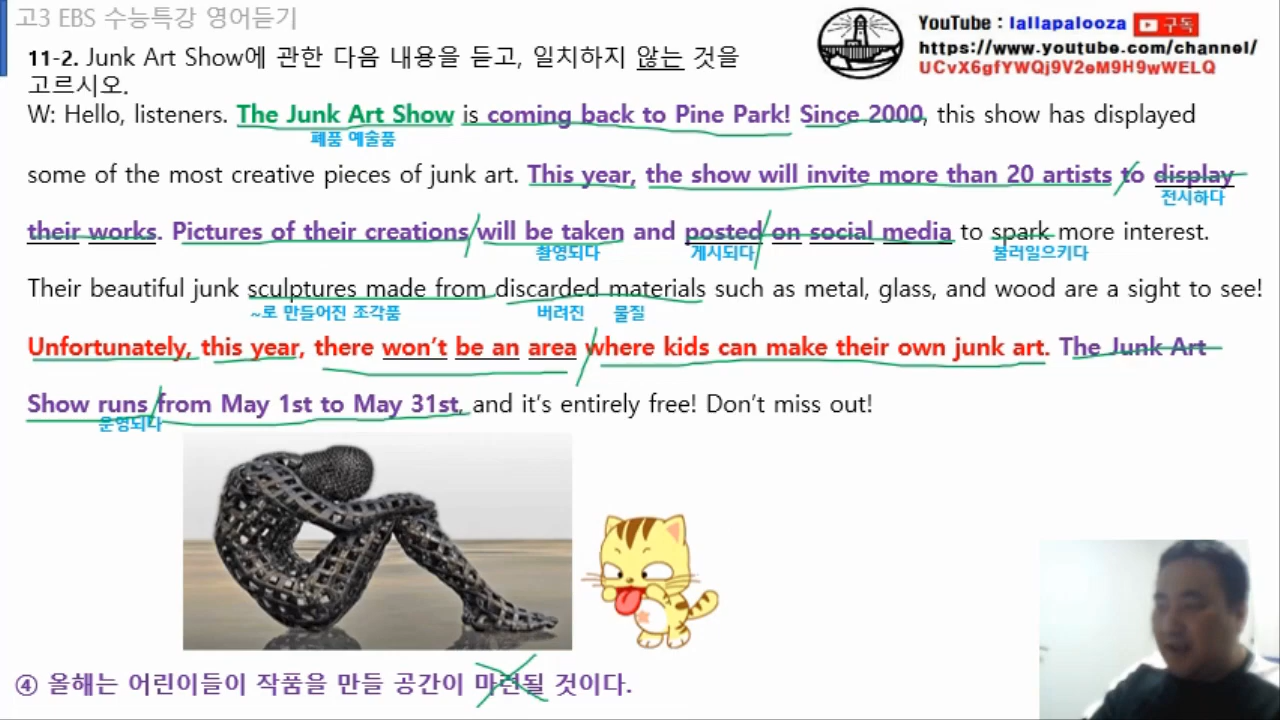 고3 EBS 수능특강 영어듣기
YouTube : lallapalooza 구독
https://www.youtube.com/channel/
UCvX6gfYWQj9V2eM9H9wWELQ
11-2. Junk Art Show에 관한 다음 내용을 듣고, 일치하지 않는 것을
고르시오.
W: Hello, listeners. The Junk Art Show is coming back to Pine Park! Since 2000, this show has displayed
폐품 예술품
some of the most creative pieces of junk art. This year, the show will invite more than 20 artists to display
전시하다
their works. Pictures of their creations will be taken and posted on social media to spark more interest.
촬영되다 게시되다 불러일으키다
Their beautiful junk sculptures made from discarded materials such as metal, glass, and wood are a sight to see!
~로 만들어진 조각품 버려진 물질
Unfortunately, this year, there won't be an area where kids can make their own junk art. The Junk Art
Show runs from May 1st to May 31st, and it's entirely free! Don't miss out!
운영되다
④ 올해는 어린이들이 작품을 만들 공간이 마련될 것이다.